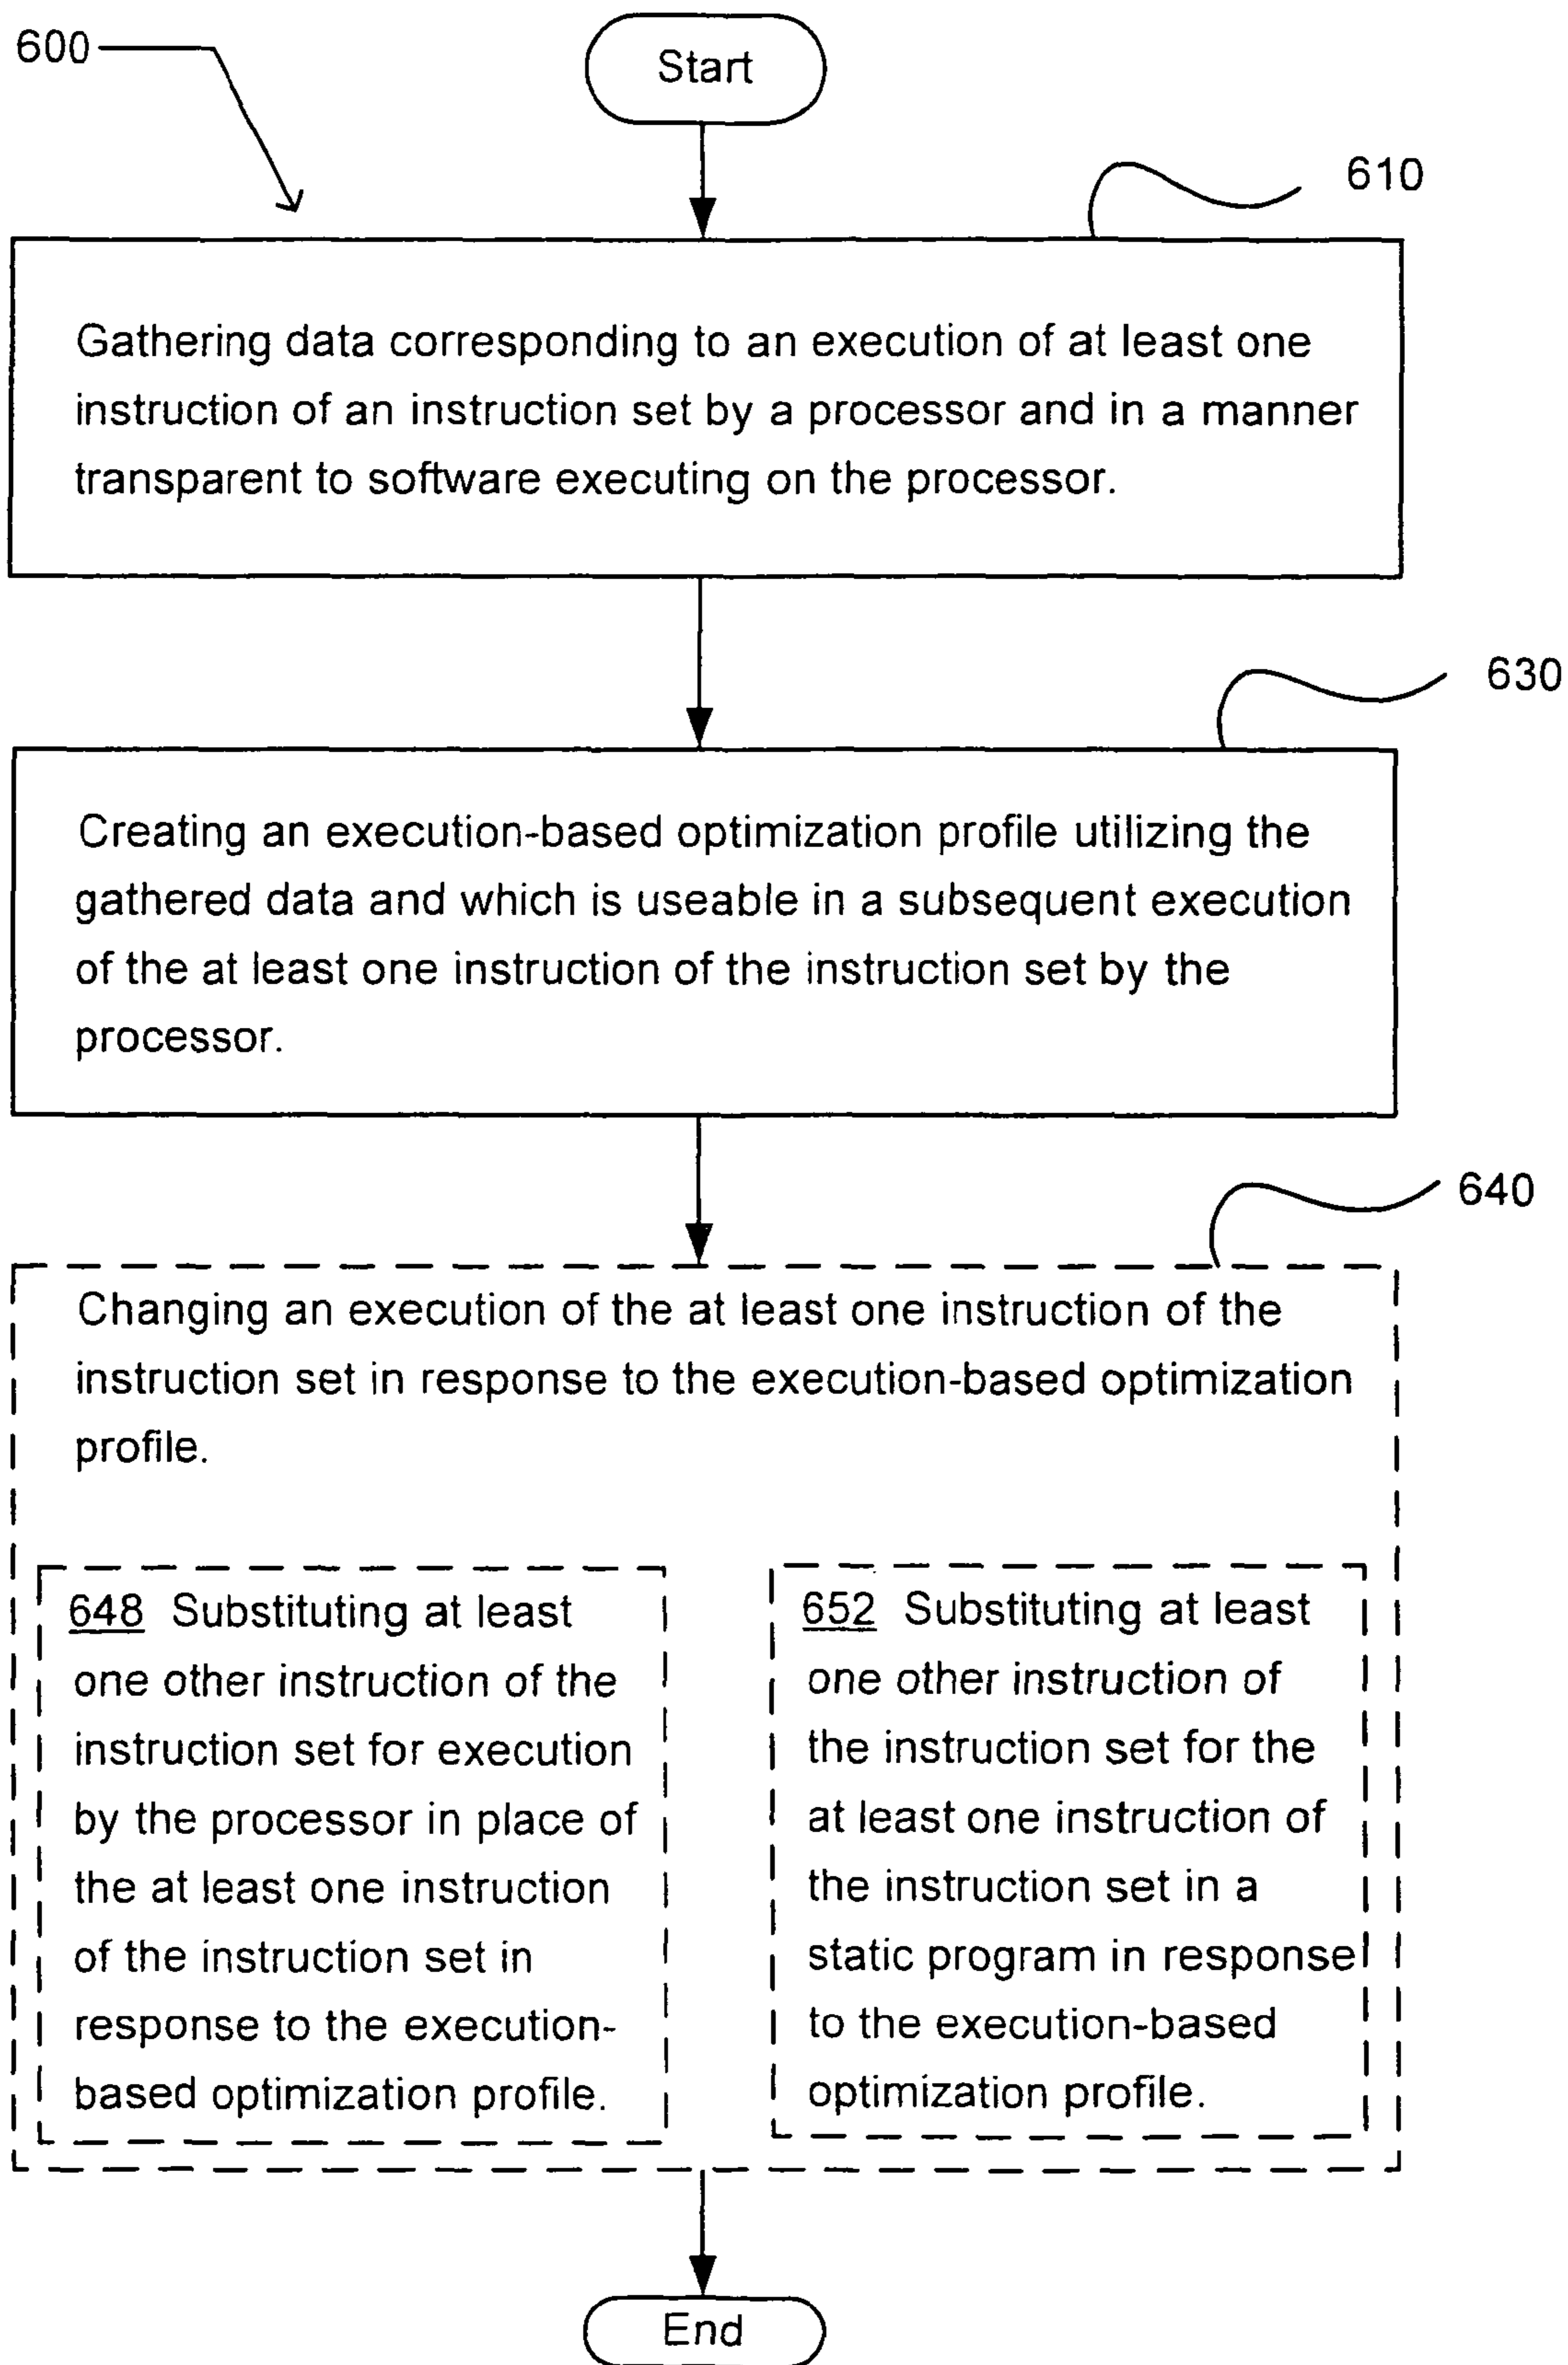 600
Start
610
Gathering data corresponding to an execution of at least one
instruction of an instruction set by a processor and in a manner
transparent to software executing on the processor.
630
Creating an execution-based optimization profile utilizing the
gathered data and which is useable in a subsequent execution
of the at least one instruction of the instruction set by the
processor.
640
Changing an execution of the at least one instruction of the
instruction set in response to the execution-based optimization
profile.
648 Substituting at least
one other instruction of the
instruction set for execution
by the processor in place of
the at least one instruction
of the instruction set in
response to the execution-
based optimization profile.
652 Substituting at least
one other instruction of
the instruction set for the
at least one instruction of
the instruction set in a
static program in response
to the execution-based
optimization profile.
End